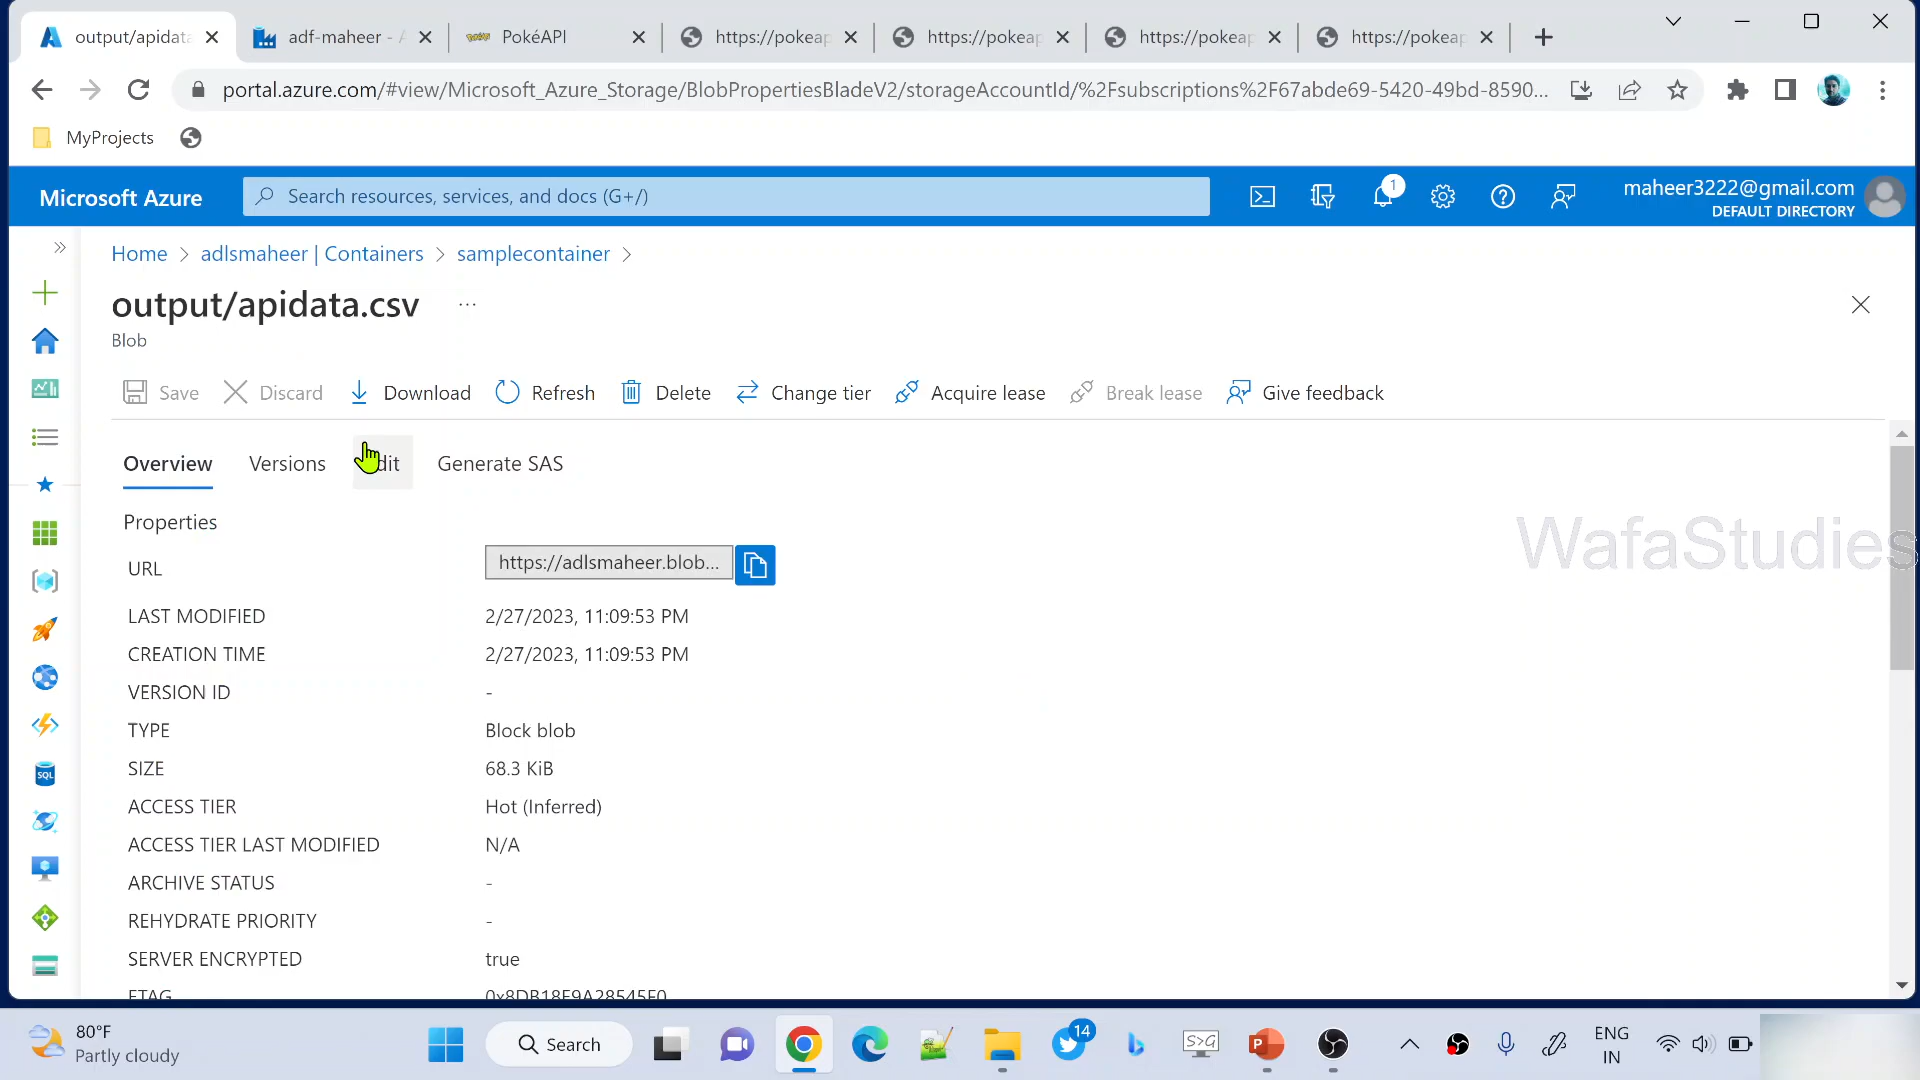 output/apidata
adf-maheer - A
PokéAPI
https://pokeap
https://pokeap
https://pokeap
https://pokeap
portal.azure.com/#view/Microsoft_Azure_Storage/BlobPropertiesBladeV2/storageAccountId/%2Fsubscriptions%2F67abde69-5420-49bd-8590...
MyProjects
Microsoft Azure
Search resources, services, and docs (G+/)
1
maheer3222@gmail.com
DEFAULT DIRECTORY
Home > adlsmaheer | Containers > samplecontainer >
output/apidata.csv ...
Blob
Save
Discard
Download
Refresh
Delete
Change tier
Acquire lease
Break lease
Give feedback
Overview
Versions
Generate SAS
Properties
URL
https://adlsmaheer.blob...
WafaStudies
LAST MODIFIED
2/27/2023, 11:09:53 PM
CREATION TIME
2/27/2023, 11:09:53 PM
VERSION ID
-
TYPE
Block blob
SIZE
68.3 KiB
ACCESS TIER
Hot (Inferred)
ACCESS TIER LAST MODIFIED
N/A
ARCHIVE STATUS
-
REHYDRATE PRIORITY
-
SERVER ENCRYPTED
true
ETAG
0x8DB18E9A28545F0
SQL
80°F
Partly cloudy
Search
14
S>G
P
ENG
IN